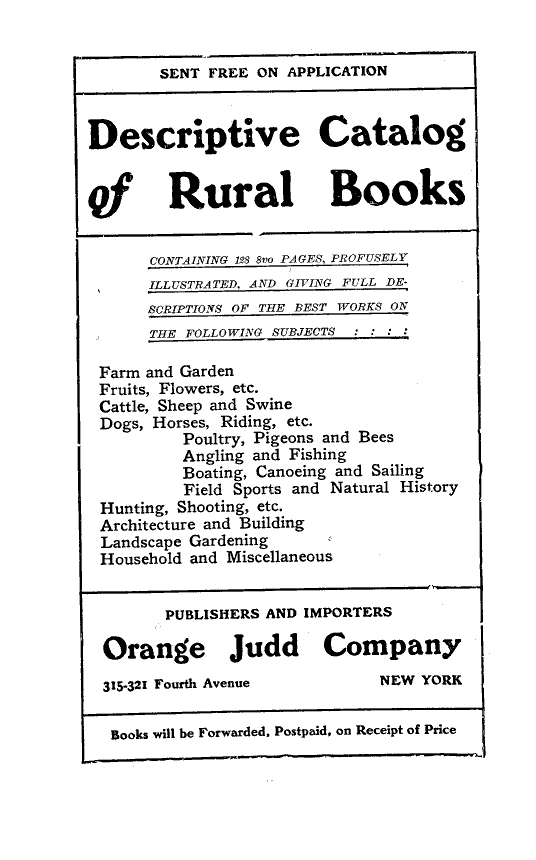 SENT FREE ON APPLICATION
Descriptive Catalog
of Rural Books
CONTAINING 128 8vo PAGES, PROFUSELY
ILLUSTRATED, AND GIVING FULL DE-
SCRIPTIONS OF THE BEST WORKS ON
THE FOLLOWING SUBJECTS : : : :
Farm and Garden
Fruits, Flowers, etc.
Cattle, Sheep and Swine
Dogs, Horses, Riding, etc.
Poultry, Pigeons and Bees
Angling and Fishing
Boating, Canoeing and Sailing
Field Sports and Natural History
Hunting, Shooting, etc.
Architecture and Building
Landscape Gardening
Household and Miscellaneous
PUBLISHERS AND IMPORTERS
Orange Judd Company
315-321 Fourth Avenue NEW YORK
Books will be Forwarded, Postpaid, on Receipt of Price